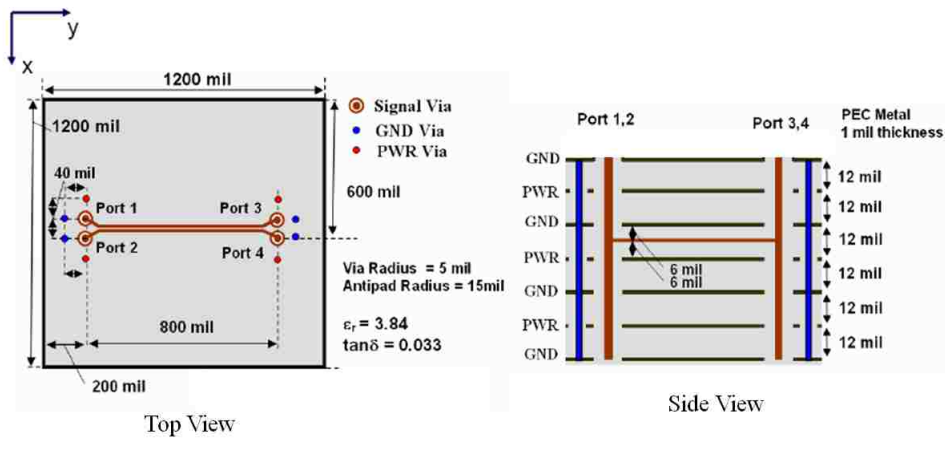 y
x
1200 mil
1200 mil
40 mil
Port 1
Port 2
Port 3
Port 4
800 mil
200 mil
600 mil
Signal Via
GND Via
PWR Via
Via Radius = 5 mil
Antipad Radius = 15mil
εr = 3.84
tanδ = 0.033
Top View
Port 1,2
Port 3,4
PEC Metal
1 mil thickness
GND
PWR
GND
PWR
GND
PWR
GND
6 mil
6 mil
12 mil
12 mil
12 mil
12 mil
12 mil
12 mil
Side View